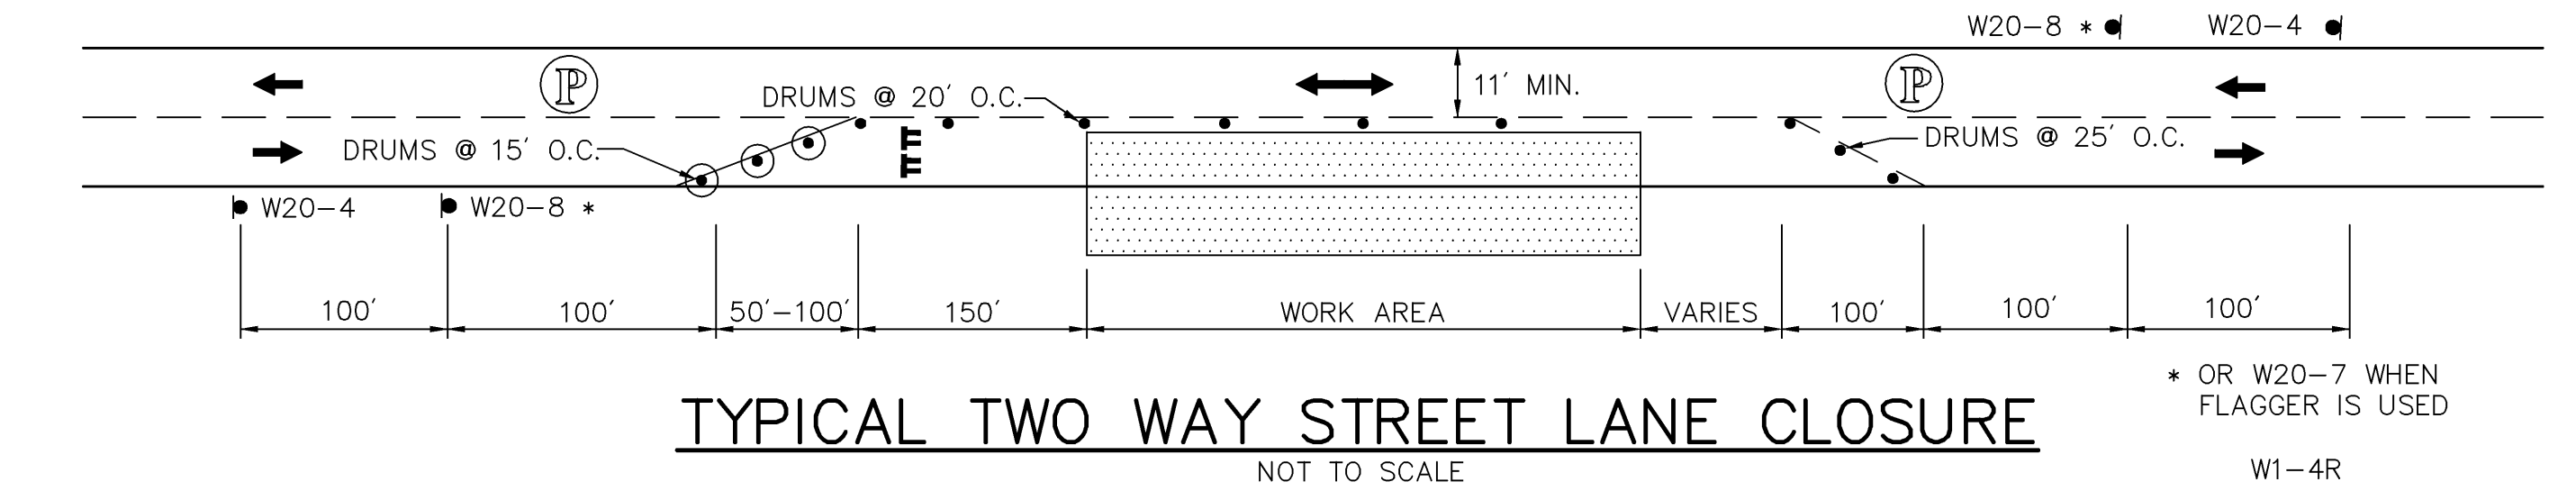 W20-8 *
W20-4
P
P
DRUMS @ 20' O.C.
11' MIN.
DRUMS @ 15' O.C.
DRUMS @ 25' O.C.
W20-4
W20-8 *
100'
100'
50'-100'
150'
WORK AREA
VARIES
100'
100'
100'
* OR W20-7 WHEN
FLAGGER IS USED
TYPICAL TWO WAY STREET LANE CLOSURE
NOT TO SCALE
W1-4R